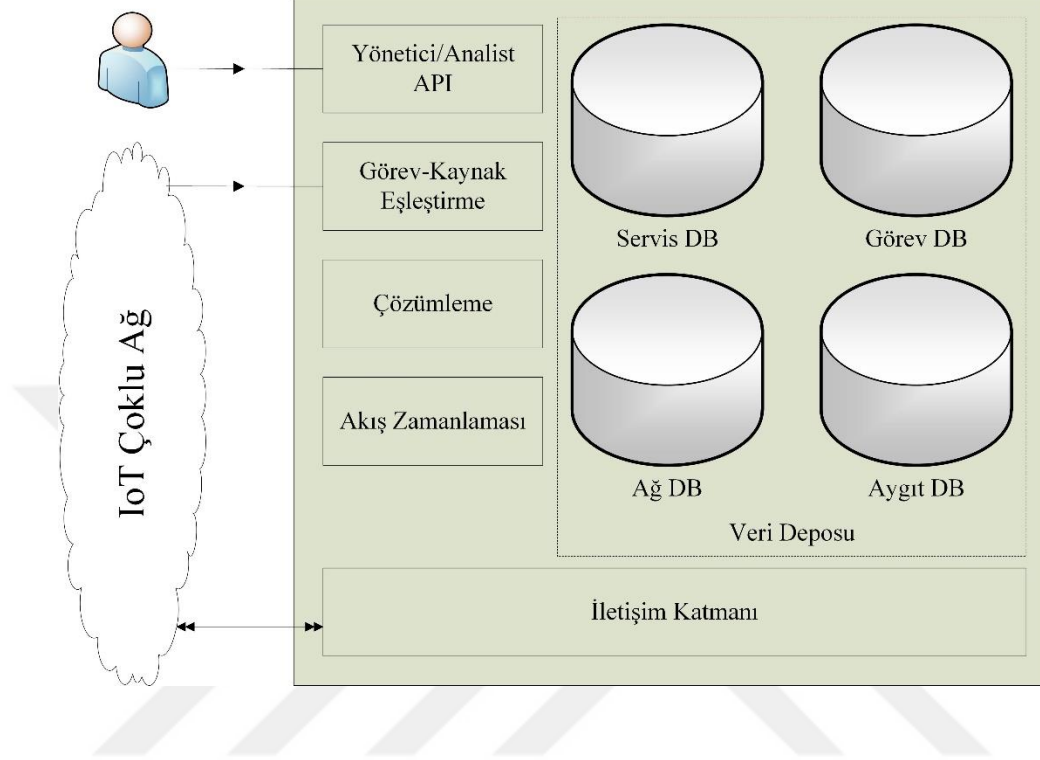 Yönetici/Analist
API
Görev-Kaynak
Eşleştirme
Çözümleme
Akış Zamanlaması
Servis DB
Görev DB
Ağ DB
Aygıt DB
Veri Deposu
İletişim Katmanı
IoT Çoklu Ağ